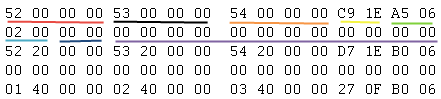 52 00 00 00 53 00 00 00 54 00 00 00 C9 1E A5 06
02 00 00 00 00 00 00 00 00 00 00 00 00 00 00 00
52 20 00 00 53 20 00 00 54 20 00 00 D7 1E B0 06
00 00 00 00 00 00 00 00 00 00 00 00 00 00 00 00
01 40 00 00 02 40 00 00 03 40 00 00 27 0F B0 06